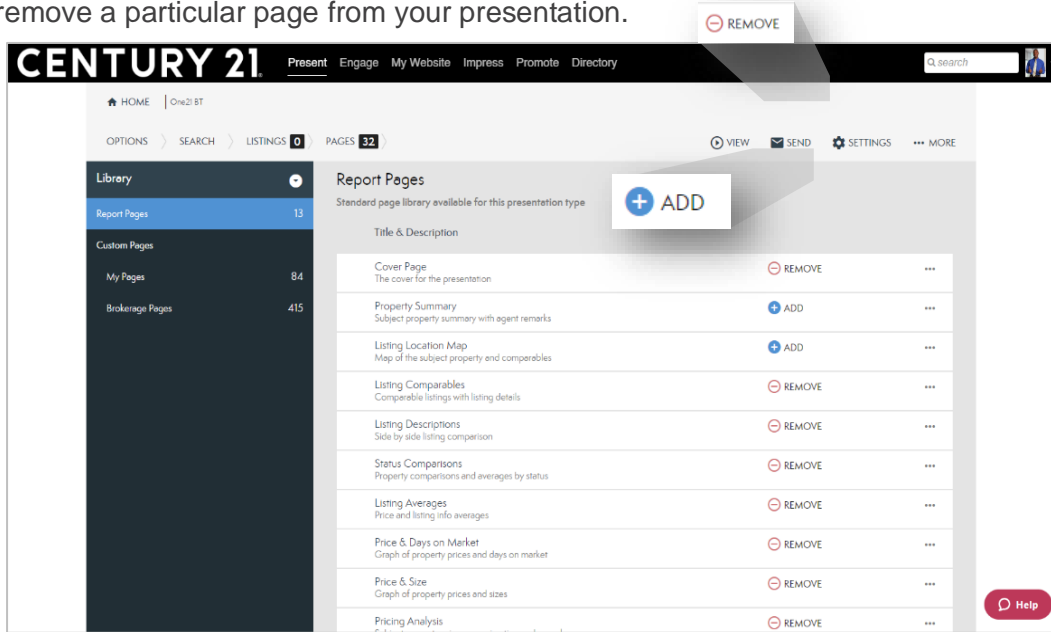 remove a particular page from your presentation.
REMOVE
CENTURY 21. Present Engage My Website Impress Promote Directory search
HOME One21 BT
OPTIONS SEARCH LISTINGS 0 PAGES 32 VIEW SEND SETTINGS ... MORE
Library
Report Pages 13
Custom Pages
My Pages 84
Brokerage Pages 415
Report Pages
Standard page library available for this presentation type
ADD
Title & Description
Cover Page REMOVE ...
The cover for the presentation
Property Summary ADD ...
Subject property summary with agent remarks
Listing Location Map ADD ...
Map of the subject property and comparables
Listing Comparables REMOVE ...
Comparable listings with listing details
Listing Descriptions REMOVE ...
Side by side listing comparison
Status Comparisons REMOVE ...
Property comparisons and averages by status
Listing Averages REMOVE ...
Price and listing info averages
Price & Days on Market REMOVE ...
Graph of property prices and days on market
Price & Size REMOVE ...
Graph of property prices and sizes
Pricing Analysis REMOVE ...
Help